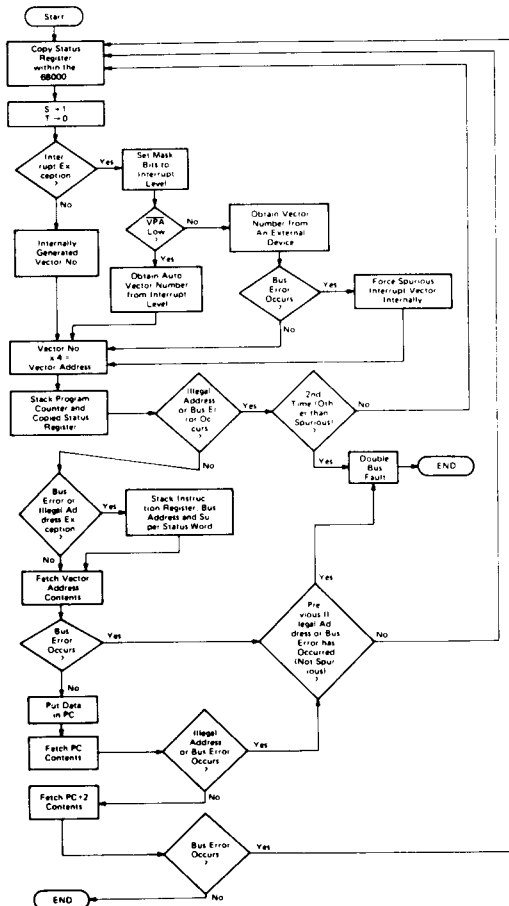 Start
Copy Status
Register
within the
68000
S → 1
T → 0
Inter
rupt Ex
ception
?
Yes
Set Mask
Bits to
Interrupt
Level
No
VPA
Low
?
No
Obtain Vector
Number from
An External
Device
Internally
Generated
Vector No
Yes
Obtain Auto
Vector Number
from Interrupt
Level
Bus
Error
Occurs
?
Yes
Force Spurious
Interrupt Vector
Internally
No
Vector No
x 4 =
Vector Address
Stack Program
Counter and
Copied Status
Register
Illegal
Address
or Bus Er
ror Oc
curs
?
Yes
2nd
Time (Oth
er than
Spurious)
?
No
No
Yes
Double
Bus
Fault
END
Bus
Error or
Illegal Ad
dress Ex
ception
?
Yes
Stack Instruc
tion Register, Bus
Address and Su
per Status Word
No
Fetch Vector
Address
Contents
Yes
Bus
Error
Occurs
?
Yes
Pre
vious Il
legal Ad
dress or Bus
Error has
Occurred
(Not Spur
ious)
?
No
No
Put Data
in PC
Fetch PC
Contents
Illegal
Address
or Bus Error
Occurs
?
Yes
No
Fetch PC+2
Contents
Bus Error
Occurs
?
Yes
No
END